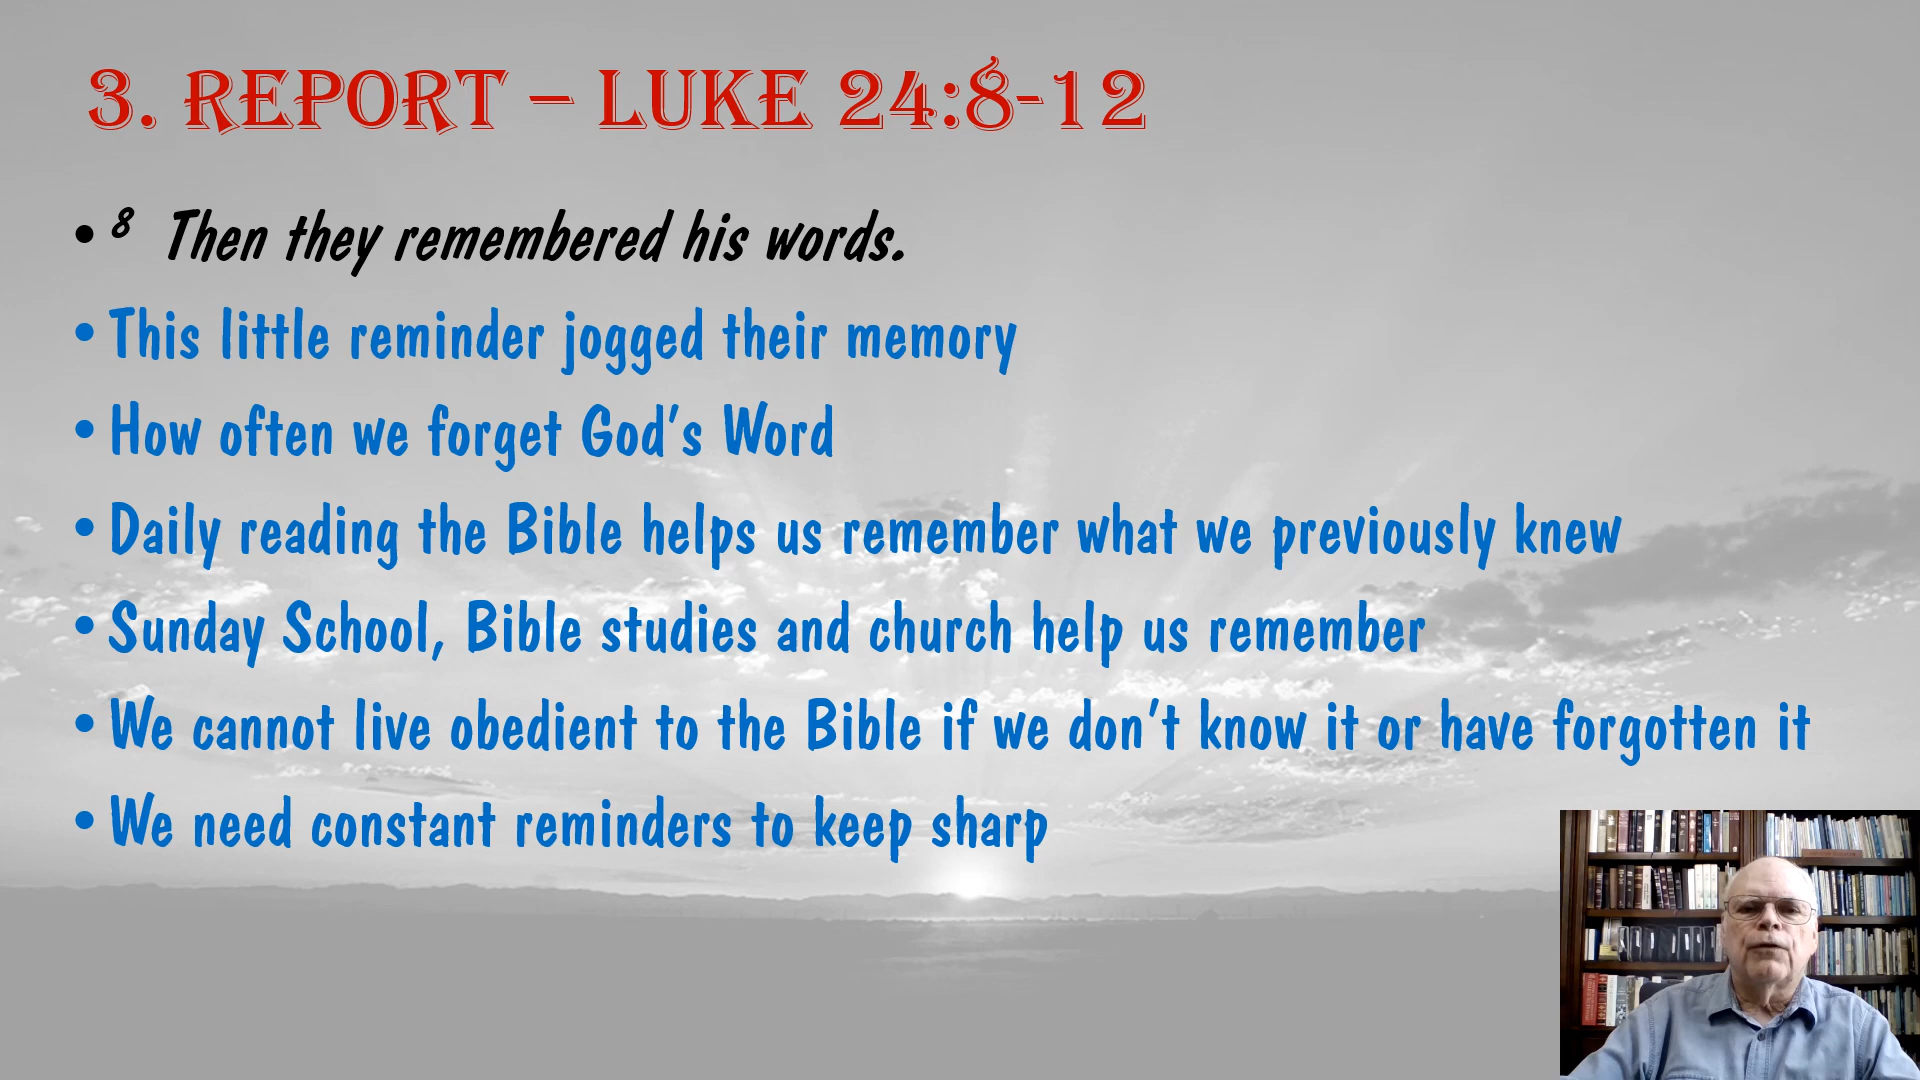 3. REPORT – LUKE 24:8-12
• 8 Then they remembered his words.
• This little reminder jogged their memory
• How often we forget God’s Word
• Daily reading the Bible helps us remember what we previously knew
• Sunday School, Bible studies and church help us remember
• We cannot live obedient to the Bible if we don’t know it or have forgotten it
• We need constant reminders to keep sharp